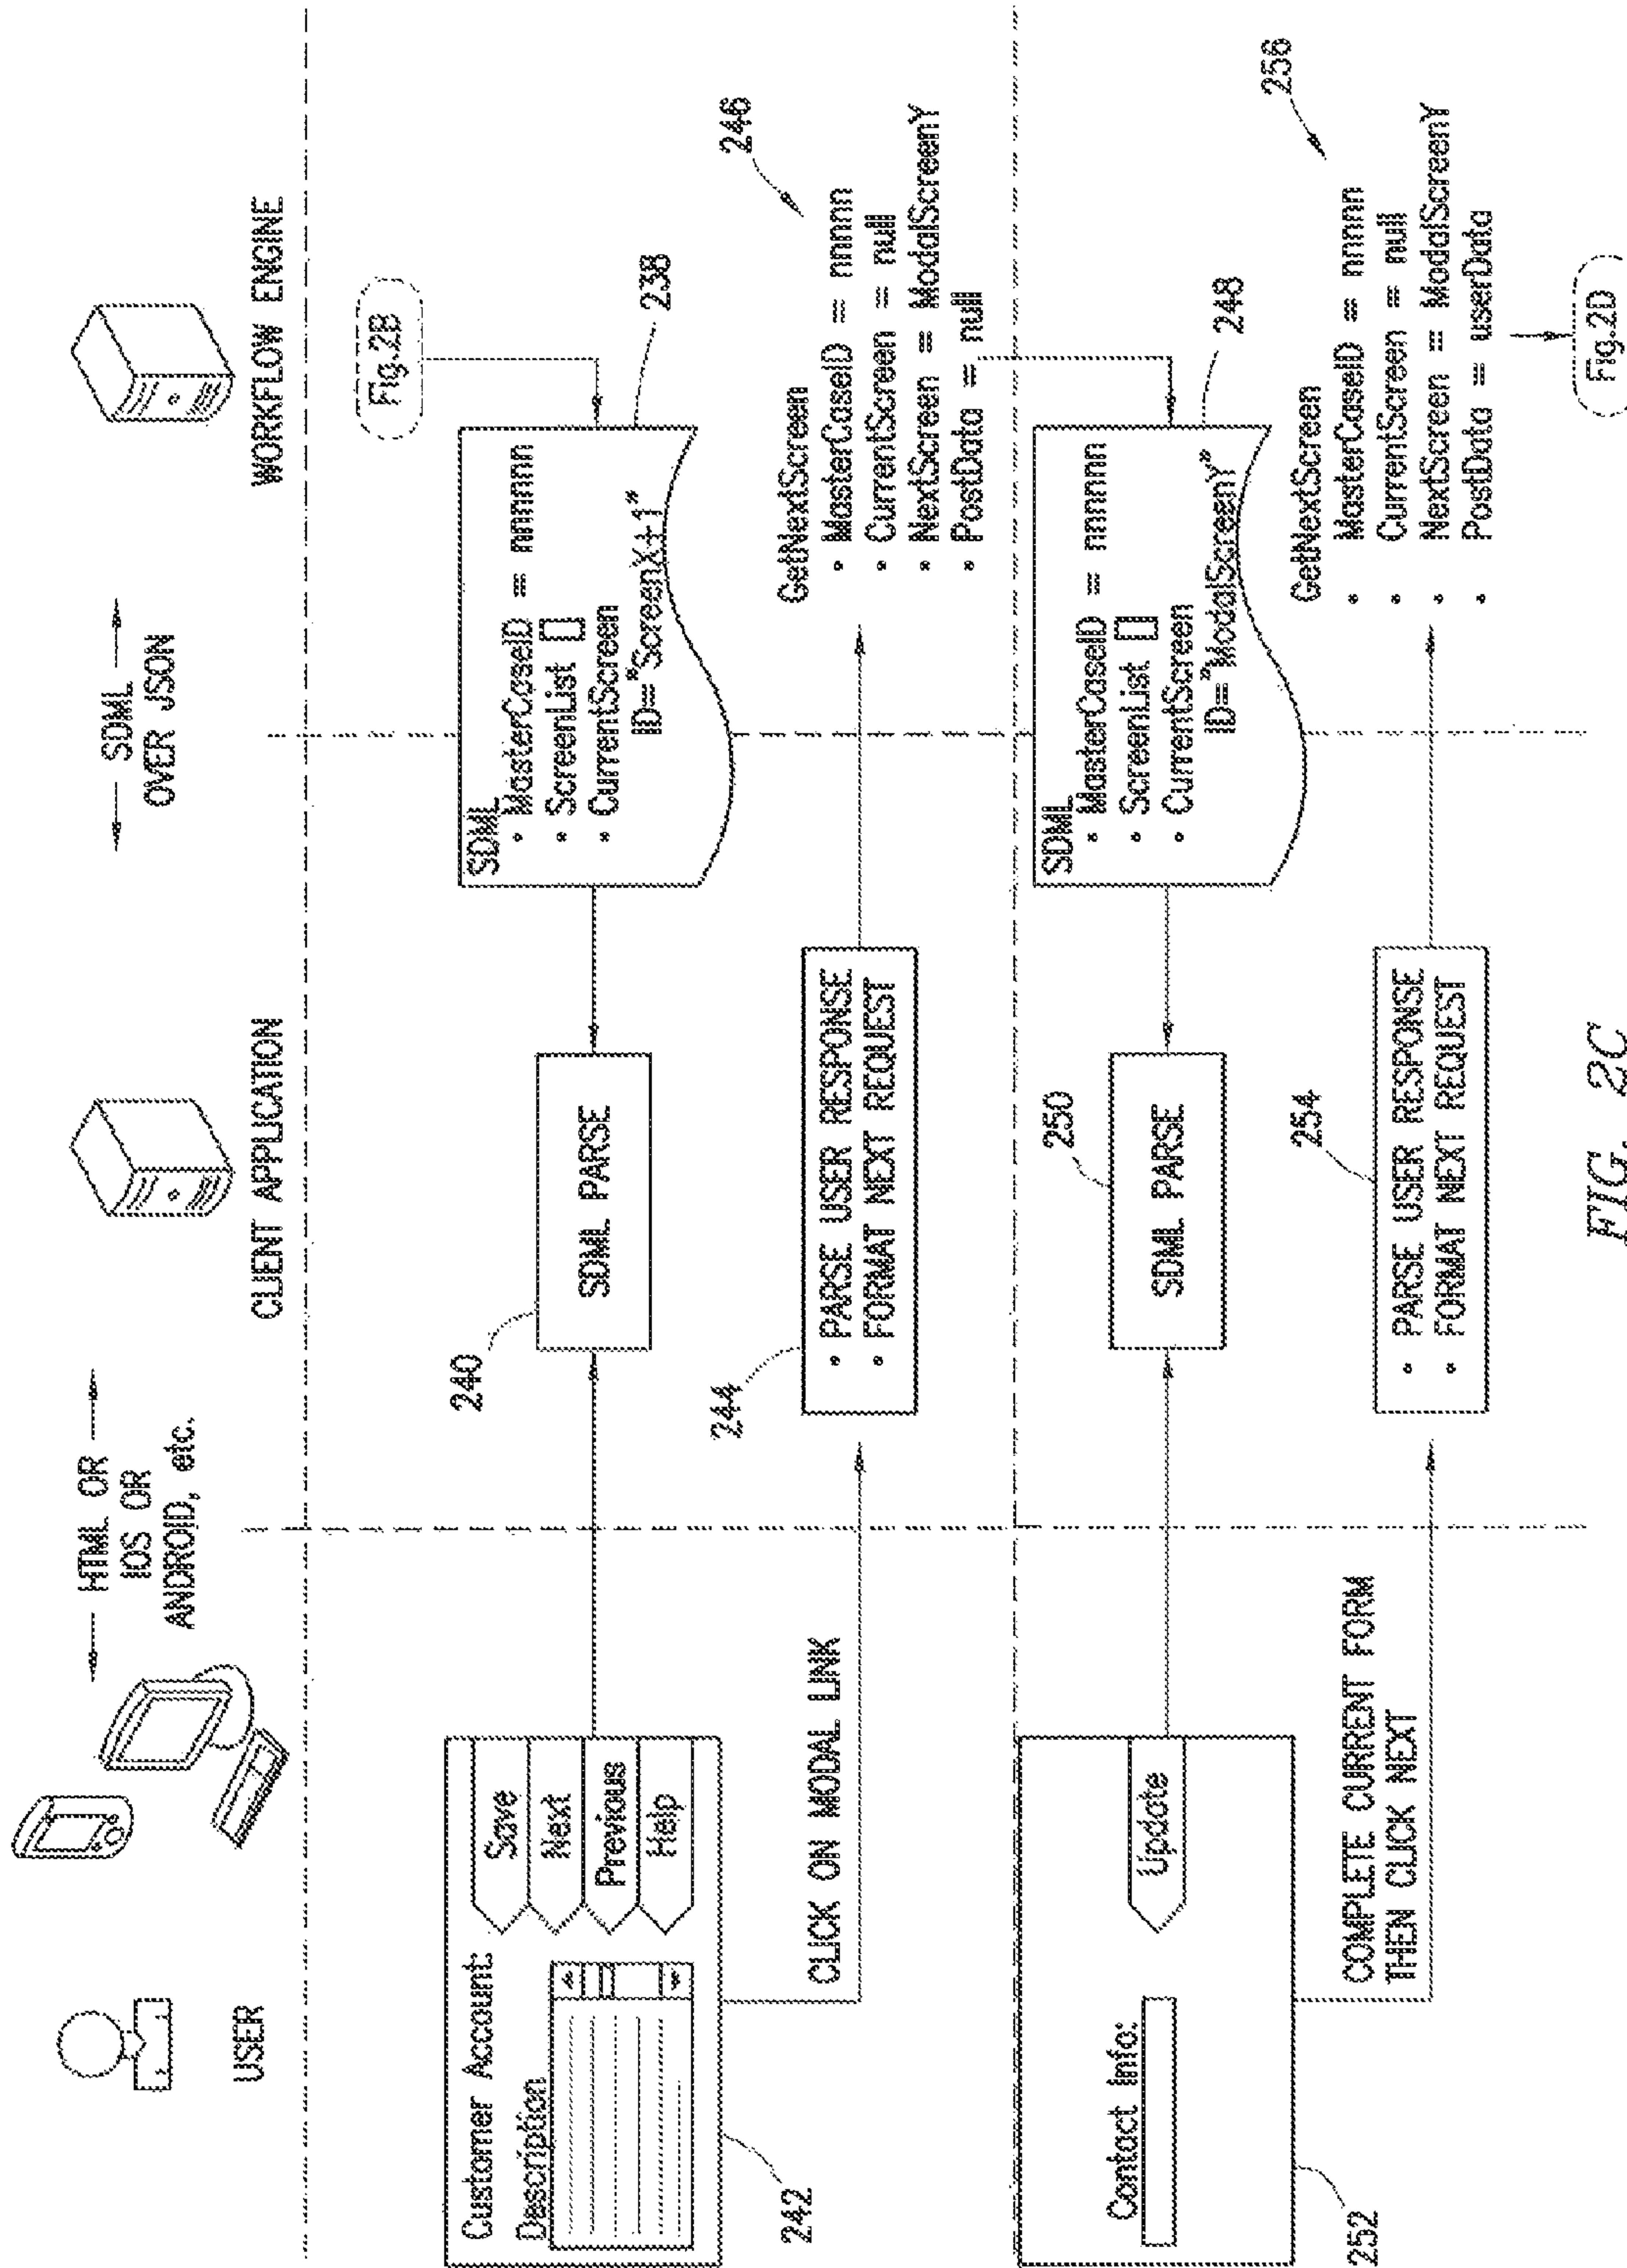 USER
HTML OR
IOS OR
ANDROID, etc.
CLIENT APPLICATION
SDML
OVER JSON
WORKFLOW ENGINE
Fig.2B
Customer Account:
Description
Save
Next
Previous
Help
242
240
SDML PARSE
SDML
• MasterCaseID = nnnnn
• ScreenList []
• CurrentScreen
ID="ScreenX+1"
238
CLICK ON MODAL LINK
244
• PARSE USER RESPONSE
• FORMAT NEXT REQUEST
246
GetNextScreen
• MasterCaseID = nnnnn
• CurrentScreen = null
• NextScreen = ModalScreenY
• PostData = null
Contact Info:
Update
252
250
SDML PARSE
SDML
• MasterCaseID = nnnnn
• ScreenList []
• CurrentScreen
ID="ModalScreenY"
248
COMPLETE CURRENT FORM
THEN CLICK NEXT
254
• PARSE USER RESPONSE
• FORMAT NEXT REQUEST
256
GetNextScreen
• MasterCaseID = nnnnn
• CurrentScreen = null
• NextScreen = ModalScreenY
• PostData = userData
Fig.2D
FIG. 2C